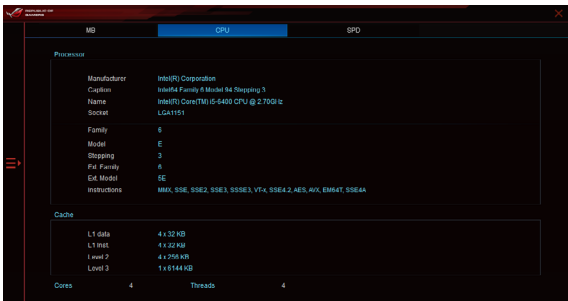 MB CPU SPD
Processor
Manufacturer Intel(R) Corporation
Caption Intel64 Family 6 Model 94 Stepping 3
Name Intel(R) Core(TM) i5-6400 CPU @ 2.70GHz
Socket LGA1151
Family 6
Model E
Stepping 3
Ext. Family 6
Ext. Model 5E
Instructions MMX, SSE, SSE2, SSE3, SSSE3, VT-x, SSE4.2, AES, AVX, EM64T, SSE4A
Cache
L1 data 4 x 32 KB
L1 Inst. 4 x 32 KB
Level 2 4 x 256 KB
Level 3 1 x 6144 KB
Cores 4 Threads 4